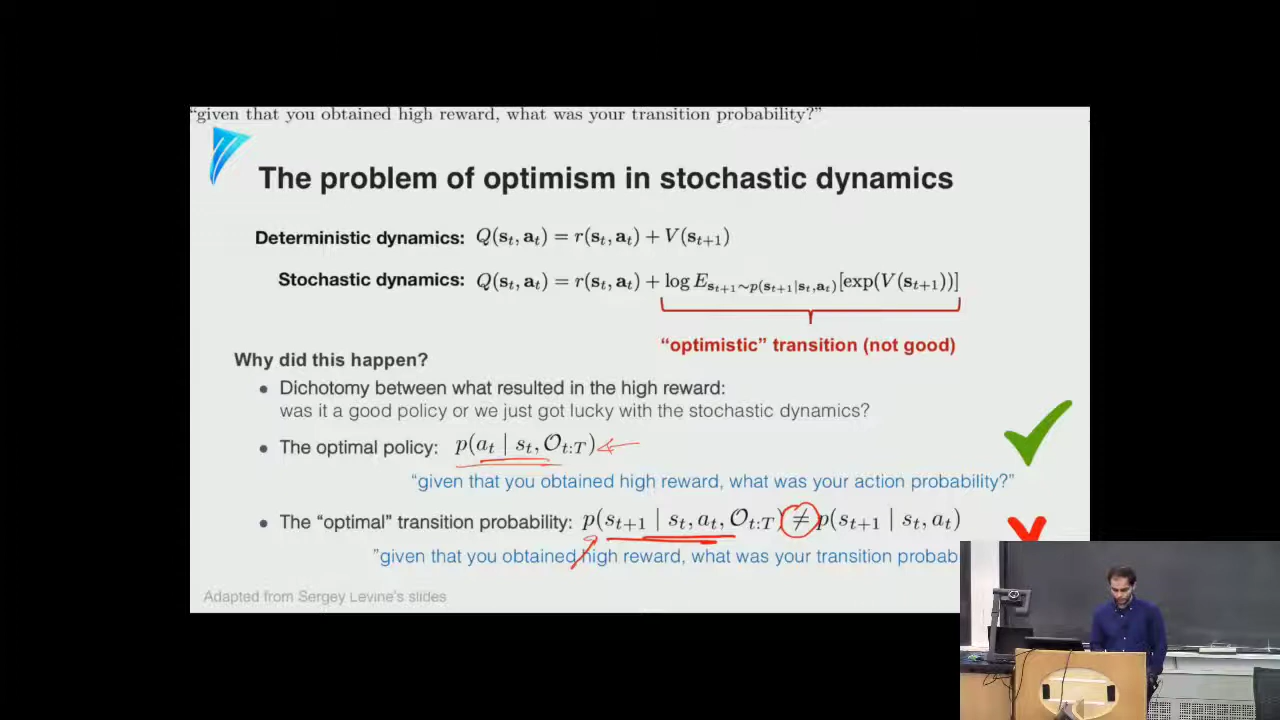 “given that you obtained high reward, what was your transition probability?”
The problem of optimism in stochastic dynamics
Deterministic dynamics: Q(s_t, a_t) = r(s_t, a_t) + V(s_{t+1})
Stochastic dynamics: Q(s_t, a_t) = r(s_t, a_t) + log E_{s_{t+1}∼p(s_{t+1}|s_t,a_t)}[exp(V(s_{t+1}))]
“optimistic” transition (not good)
Why did this happen?
• Dichotomy between what resulted in the high reward:
was it a good policy or we just got lucky with the stochastic dynamics?
• The optimal policy: p(a_t | s_t, O_{t:T})
“given that you obtained high reward, what was your action probability?”
• The “optimal” transition probability: p(s_{t+1} | s_t, a_t, O_{t:T}) ≠ p(s_{t+1} | s_t, a_t)
”given that you obtained high reward, what was your transition probab
Adapted from Sergey Levine's slides